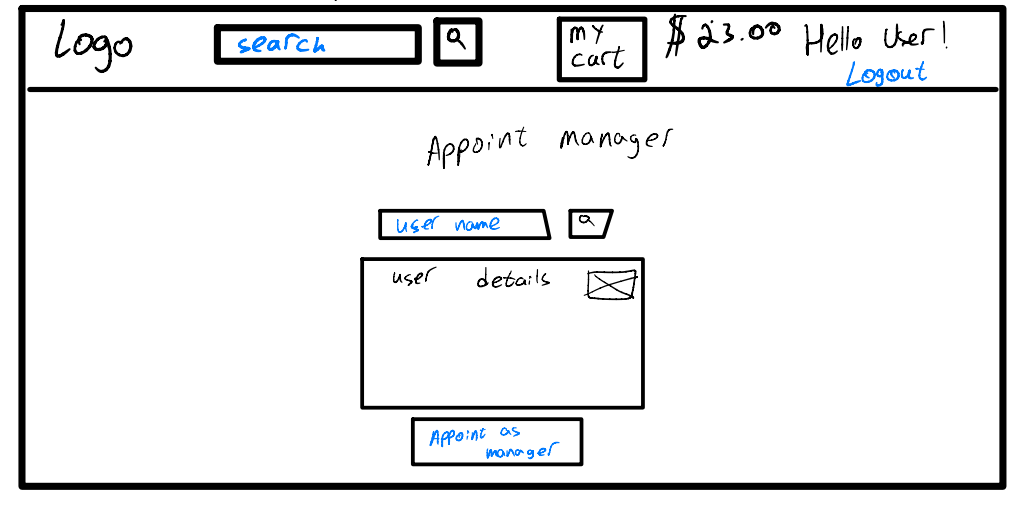 Logo
search
my
cart
$ 23.00
Hello User!
Logout
Appoint manager
user name
user details
Appoint as
manager